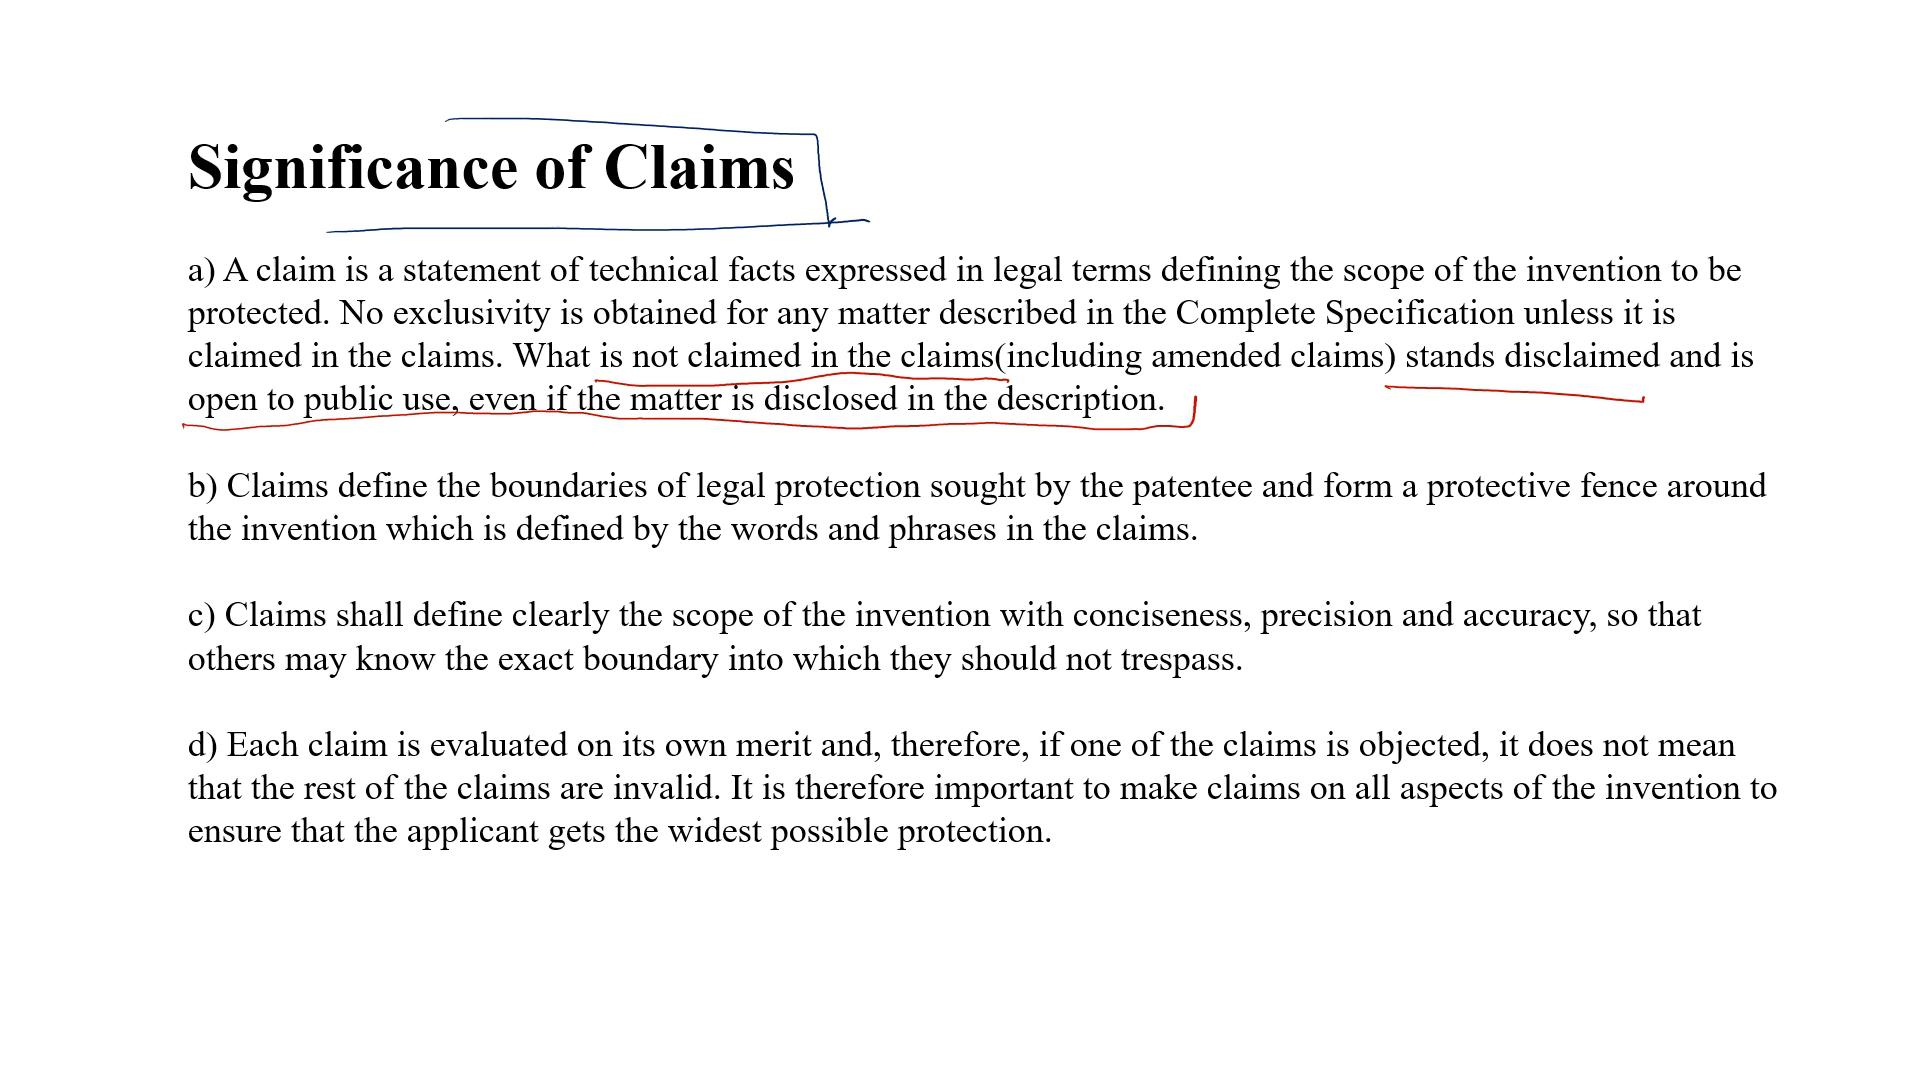 Significance of Claims
a) A claim is a statement of technical facts expressed in legal terms defining the scope of the invention to be
protected. No exclusivity is obtained for any matter described in the Complete Specification unless it is
claimed in the claims. What is not claimed in the claims(including amended claims) stands disclaimed and is
open to public use, even if the matter is disclosed in the description.
b) Claims define the boundaries of legal protection sought by the patentee and form a protective fence around
the invention which is defined by the words and phrases in the claims.
c) Claims shall define clearly the scope of the invention with conciseness, precision and accuracy, so that
others may know the exact boundary into which they should not trespass.
d) Each claim is evaluated on its own merit and, therefore, if one of the claims is objected, it does not mean
that the rest of the claims are invalid. It is therefore important to make claims on all aspects of the invention to
ensure that the applicant gets the widest possible protection.